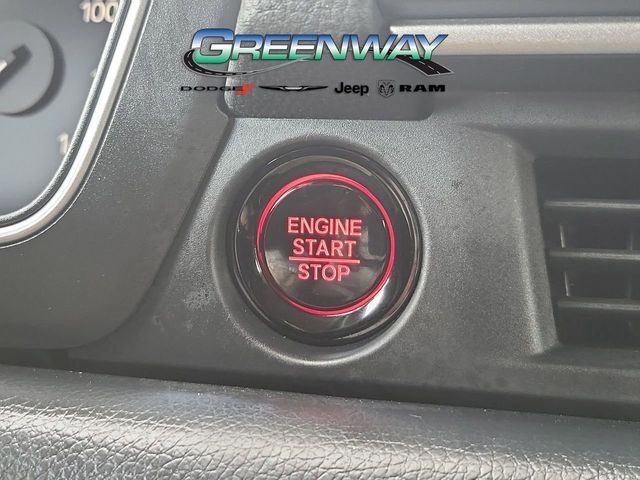 100
GREENWAY
DODGE Jeep RAM
ENGINE
START
STOP